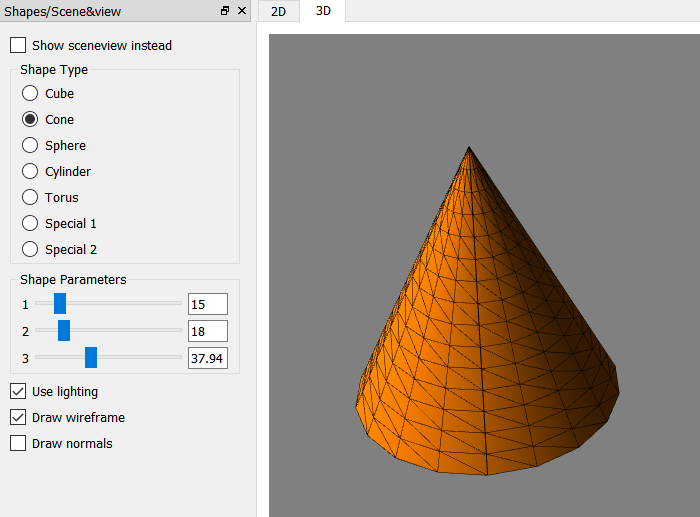 Shapes/Scene&view
2D 3D
Show sceneview instead
Shape Type
Cube
Cone
Sphere
Cylinder
Torus
Special 1
Special 2
Shape Parameters
1 15
2 18
3 37.94
Use lighting
Draw wireframe
Draw normals